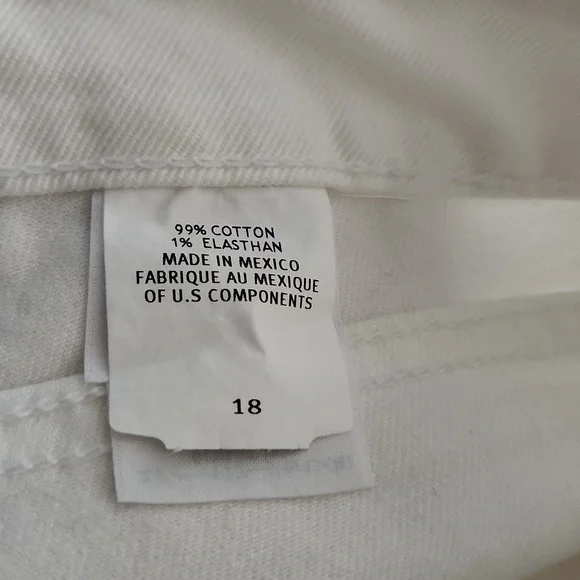 99% COTTON
1% ELASTHAN
MADE IN MEXICO
FABRIQUE AU MEXIQUE
OF U.S COMPONENTS
18